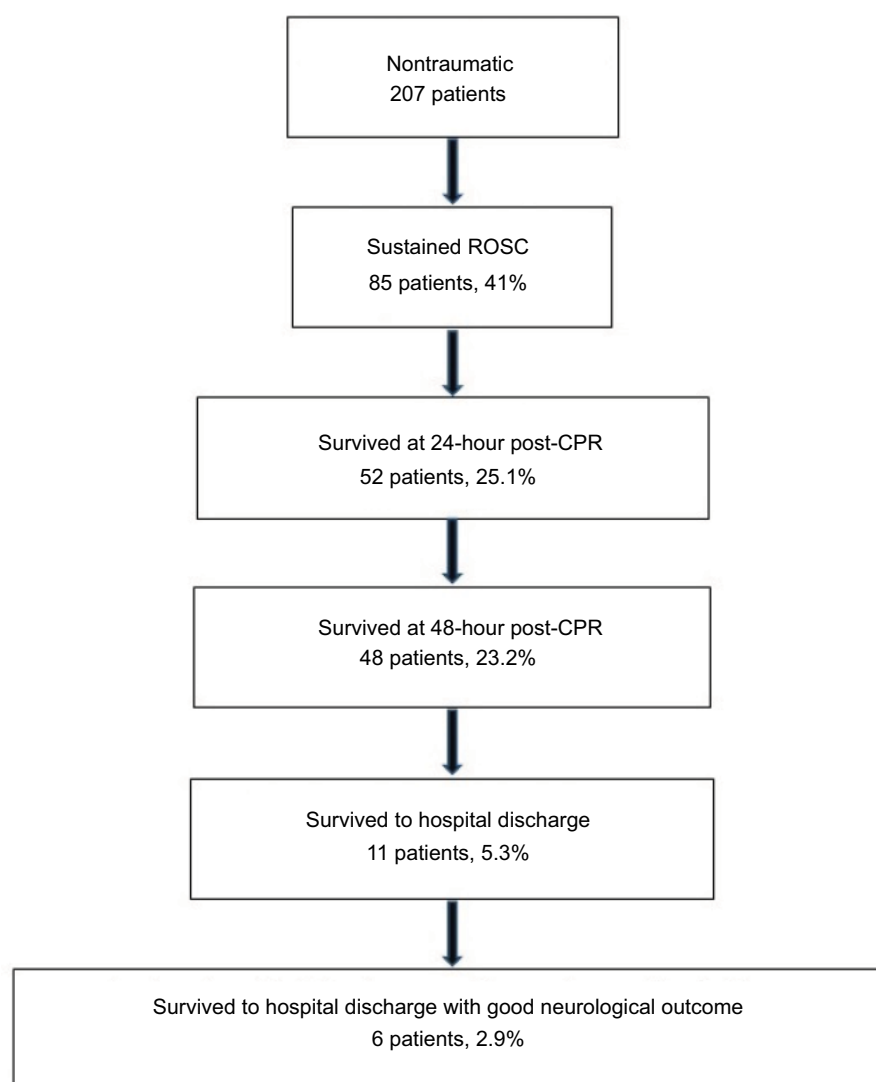 Nontraumatic
207 patients
Sustained ROSC
85 patients, 41%
Survived at 24-hour post-CPR
52 patients, 25.1%
Survived at 48-hour post-CPR
48 patients, 23.2%
Survived to hospital discharge
11 patients, 5.3%
Survived to hospital discharge with good neurological outcome
6 patients, 2.9%